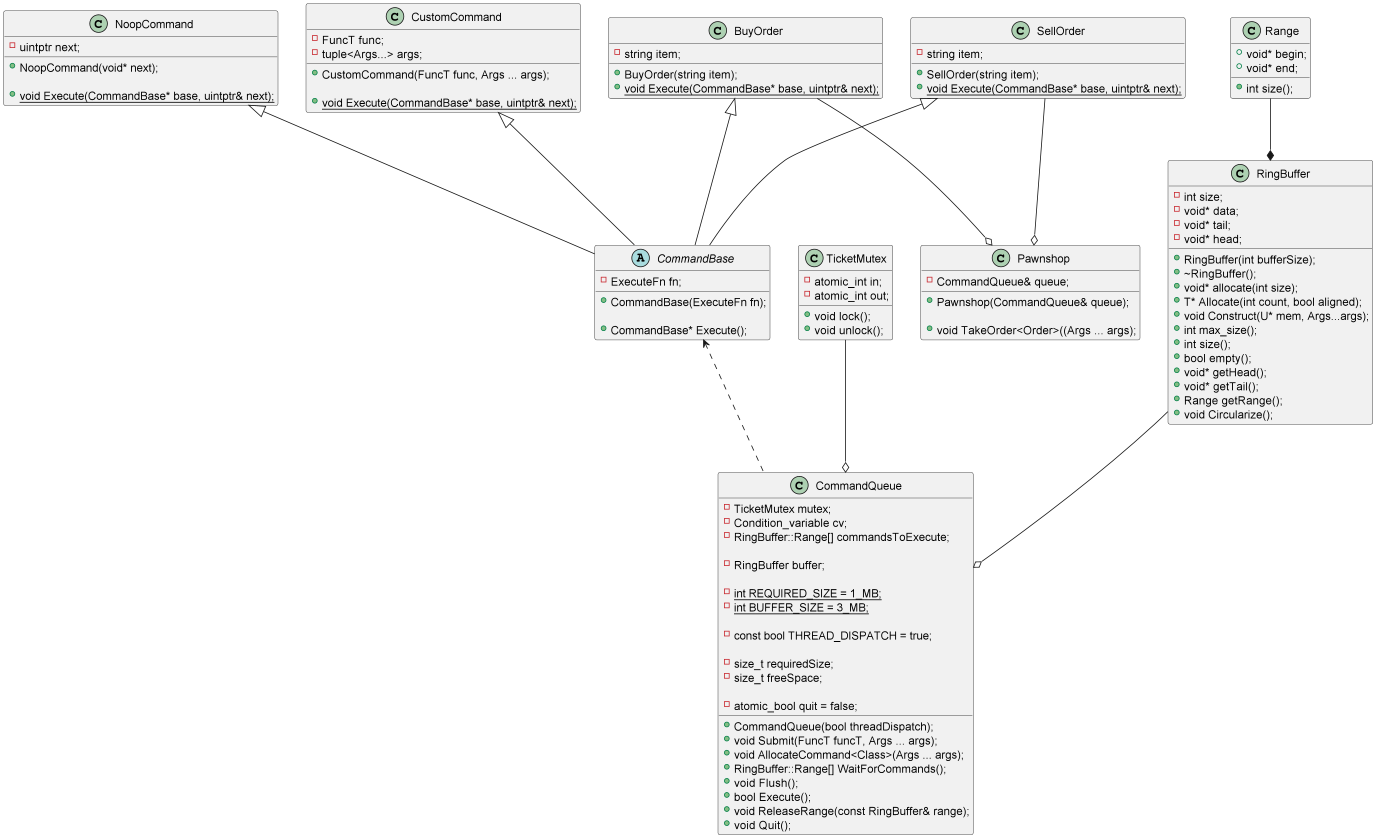 C NoopCommand
uintptr next;
NoopCommand(void* next);
void Execute(CommandBase* base, uintptr& next);
C CustomCommand
FuncT func;
tuple<Args...> args;
CustomCommand(FuncT func, Args ... args);
void Execute(CommandBase* base, uintptr& next);
C BuyOrder
string item;
BuyOrder(string item);
void Execute(CommandBase* base, uintptr& next);
C SellOrder
string item;
SellOrder(string item);
void Execute(CommandBase* base, uintptr& next);
C Range
void* begin;
void* end;
int size();
C RingBuffer
int size;
void* data;
void* tail;
void* head;
RingBuffer(int bufferSize);
~RingBuffer();
void* allocate(int size);
T* Allocate(int count, bool aligned);
void Construct(U* mem, Args...args);
int max_size();
int size();
bool empty();
void* getHead();
void* getTail();
Range getRange();
void Circularize();
A CommandBase
ExecuteFn fn;
CommandBase(ExecuteFn fn);
CommandBase* Execute();
C TicketMutex
atomic_int in;
atomic_int out;
void lock();
void unlock();
C Pawnshop
CommandQueue& queue;
Pawnshop(CommandQueue& queue);
void TakeOrder<Order>((Args ... args);
C CommandQueue
TicketMutex mutex;
Condition_variable cv;
RingBuffer::Range[] commandsToExecute;
RingBuffer buffer;
int REQUIRED_SIZE = 1_MB;
int BUFFER_SIZE = 3_MB;
const bool THREAD_DISPATCH = true;
size_t requiredSize;
size_t freeSpace;
atomic_bool quit = false;
CommandQueue(bool threadDispatch);
void Submit(FuncT funcT, Args ... args);
void AllocateCommand<Class>(Args ... args);
RingBuffer::Range[] WaitForCommands();
void Flush();
bool Execute();
void ReleaseRange(const RingBuffer& range);
void Quit();